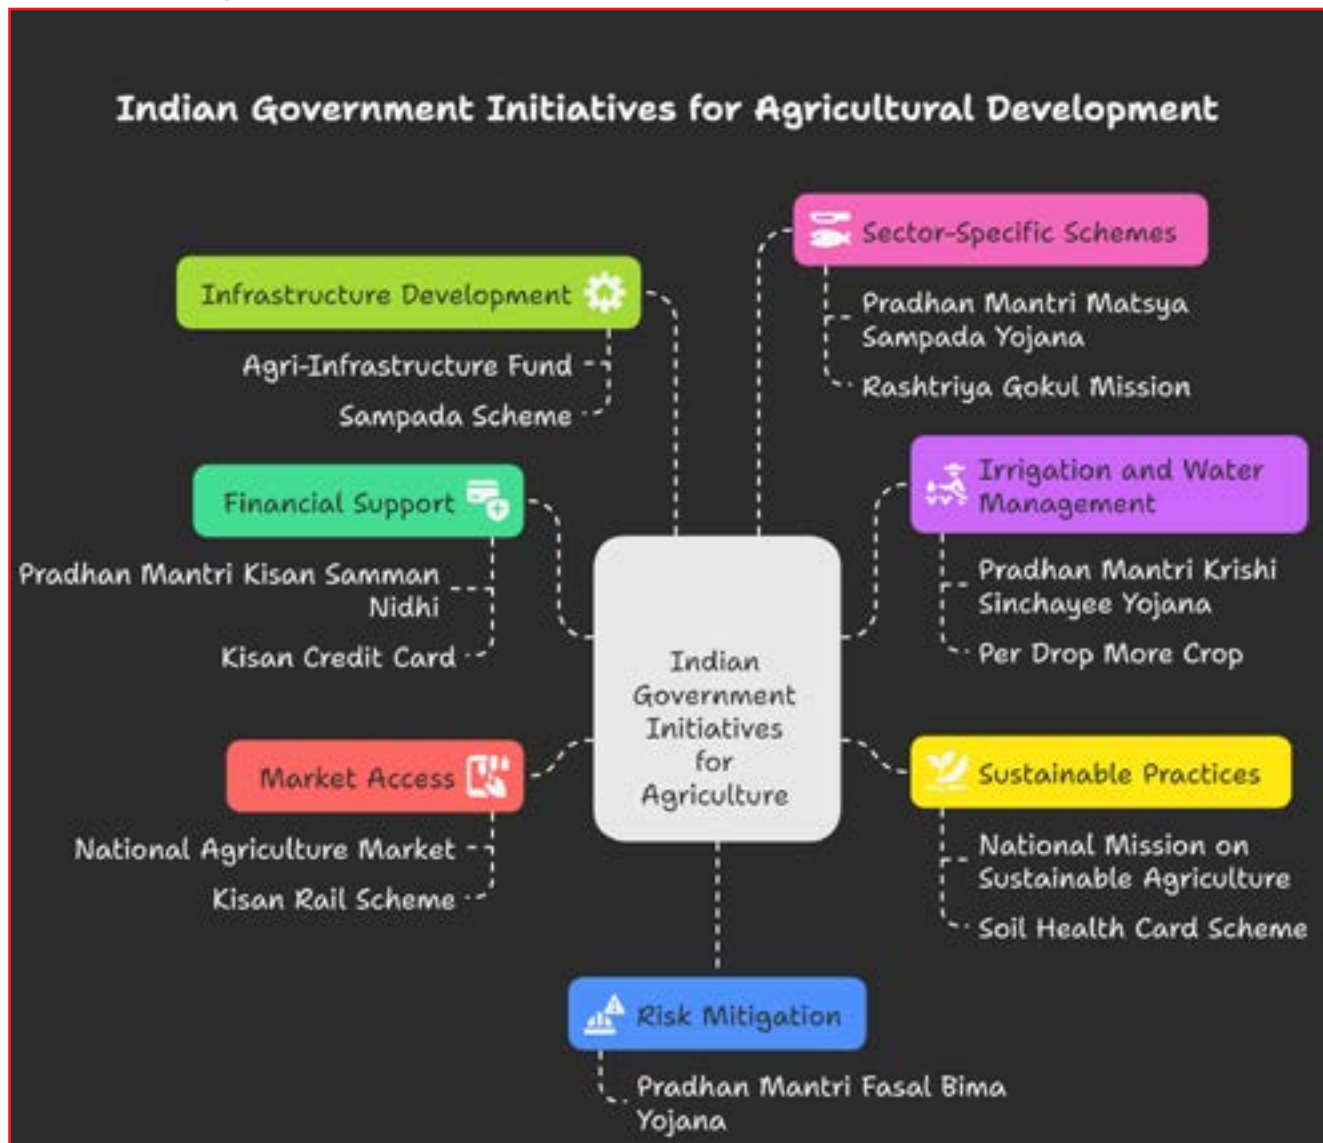 Indian Government Initiatives for Agricultural Development
Infrastructure Development
Agri-Infrastructure Fund
Sampada Scheme
Financial Support
Pradhan Mantri Kisan Samman
Nidhi
Kisan Credit Card
Market Access
National Agriculture Market
Kisan Rail Scheme
Indian
Government
Initiatives
for
Agriculture
Sector-Specific Schemes
Pradhan Mantri Matsya
Sampada Yojana
Rashtriya Gokul Mission
Irrigation and Water
Management
Pradhan Mantri Krishi
Sinchayee Yojana
Per Drop More Crop
Sustainable Practices
National Mission on
Sustainable Agriculture
Soil Health Card Scheme
Risk Mitigation
Pradhan Mantri Fasal Bima
Yojana